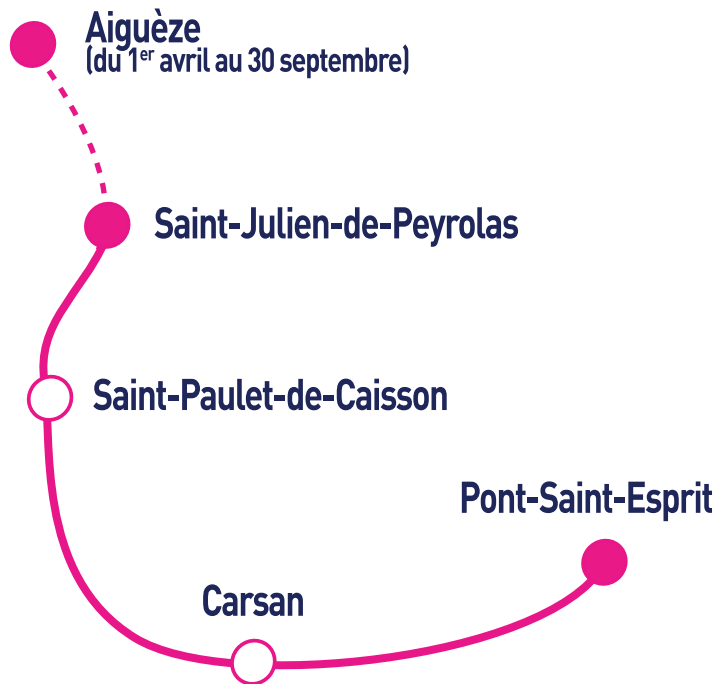 Aiguèze
(du 1er avril au 30 septembre)
Saint-Julien-de-Peyrolas
Saint-Paulet-de-Caisson
Pont-Saint-Esprit
Carsan